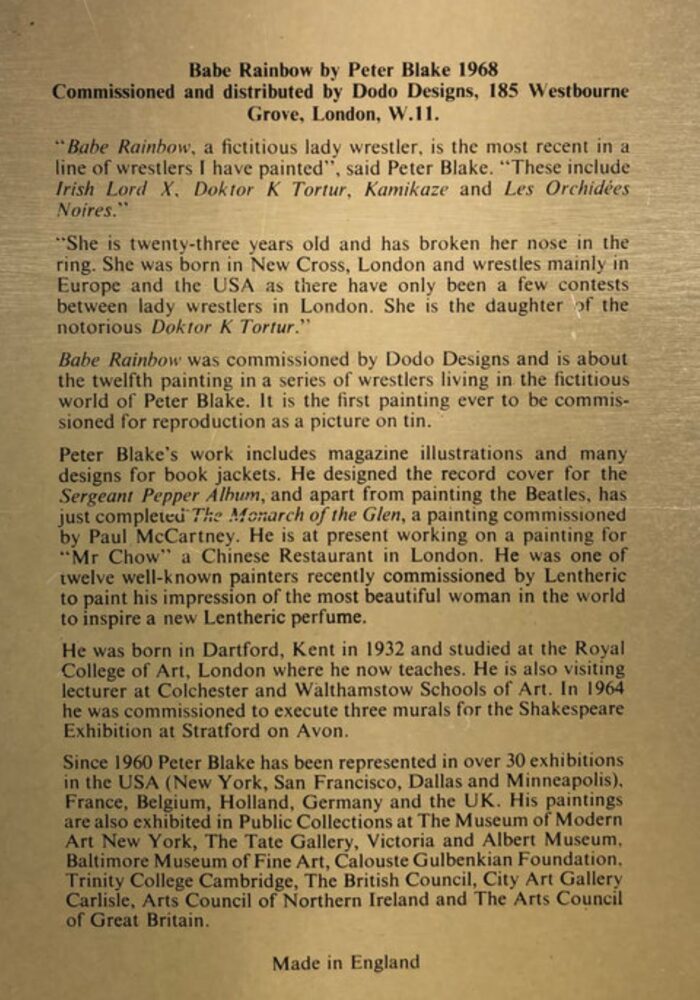 Babe Rainbow by Peter Blake 1968
Commissioned and distributed by Dodo Designs, 185 Westbourne
Grove, London, W.11.
“Babe Rainbow, a fictitious lady wrestler, is the most recent in a
line of wrestlers I have painted”, said Peter Blake. “These include
Irish Lord X, Doktor K Tortur, Kamikaze and Les Orchidées
Noires.”
“She is twenty-three years old and has broken her nose in the
ring. She was born in New Cross, London and wrestles mainly in
Europe and the USA as there have only been a few contests
between lady wrestlers in London. She is the daughter of the
notorious Doktor K Tortur.”
Babe Rainbow was commissioned by Dodo Designs and is about
the twelfth painting in a series of wrestlers living in the fictitious
world of Peter Blake. It is the first painting ever to be commis-
sioned for reproduction as a picture on tin.
Peter Blake’s work includes magazine illustrations and many
designs for book jackets. He designed the record cover for the
Sergeant Pepper Album, and apart from painting the Beatles, has
just completed The Monarch of the Glen, a painting commissioned
by Paul McCartney. He is at present working on a painting for
“Mr Chow” a Chinese Restaurant in London. He was one of
twelve well-known painters recently commissioned by Lentheric
to paint his impression of the most beautiful woman in the world
to inspire a new Lentheric perfume.
He was born in Dartford, Kent in 1932 and studied at the Royal
College of Art, London where he now teaches. He is also visiting
lecturer at Colchester and Walthamstow Schools of Art. In 1964
he was commissioned to execute three murals for the Shakespeare
Exhibition at Stratford on Avon.
Since 1960 Peter Blake has been represented in over 30 exhibitions
in the USA (New York, San Francisco, Dallas and Minneapolis),
France, Belgium, Holland, Germany and the UK. His paintings
are also exhibited in Public Collections at The Museum of Modern
Art New York, The Tate Gallery, Victoria and Albert Museum,
Baltimore Museum of Fine Art, Calouste Gulbenkian Foundation,
Trinity College Cambridge, The British Council, City Art Gallery
Carlisle, Arts Council of Northern Ireland and The Arts Council
of Great Britain.
Made in England